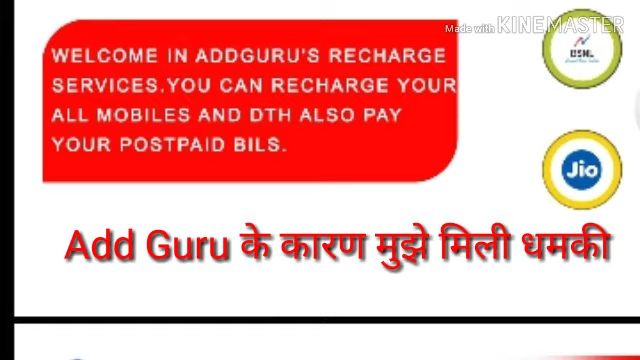 Made with KINEMASTER
WELCOME IN ADDGURU'S RECHARGE
SERVICES.YOU CAN RECHARGE YOUR
ALL MOBILES AND DTH ALSO PAY
YOUR POSTPAID BILS.
BSNL
Jio
Add Guru के कारण मुझे मिली धमकी